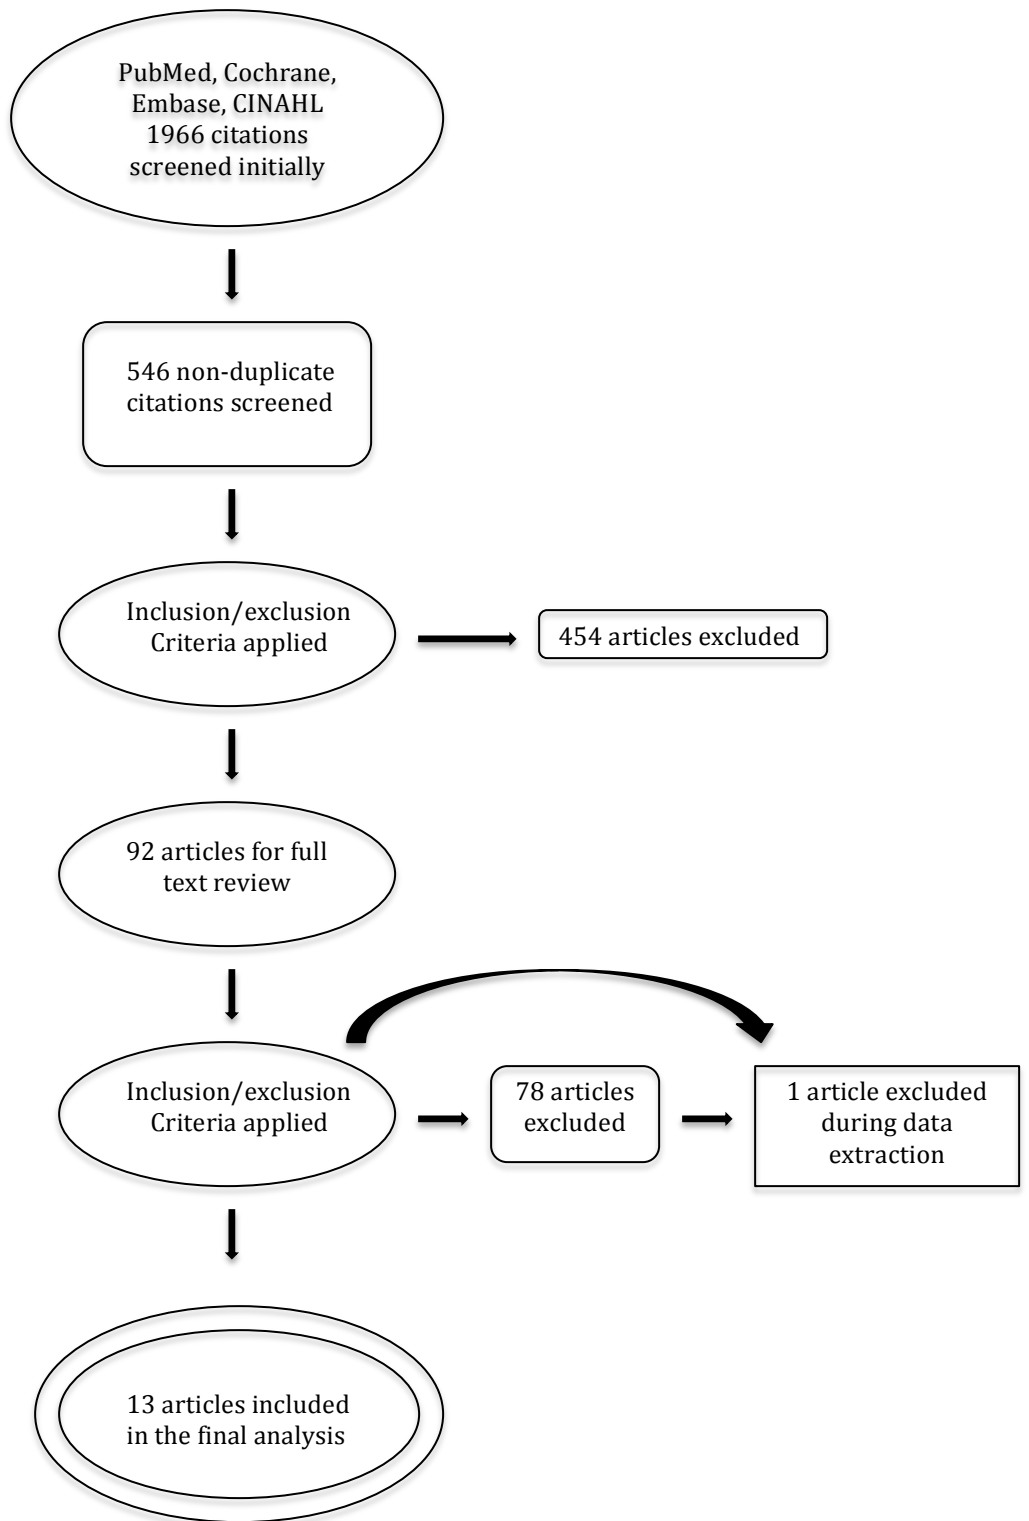 PubMed, Cochrane,
Embase, CINAHL
1966 citations
screened initially
546 non-duplicate
citations screened
Inclusion/exclusion
Criteria applied
454 articles excluded
92 articles for full
text review
Inclusion/exclusion
Criteria applied
78 articles
excluded
1 article excluded
during data
extraction
13 articles included
in the final analysis